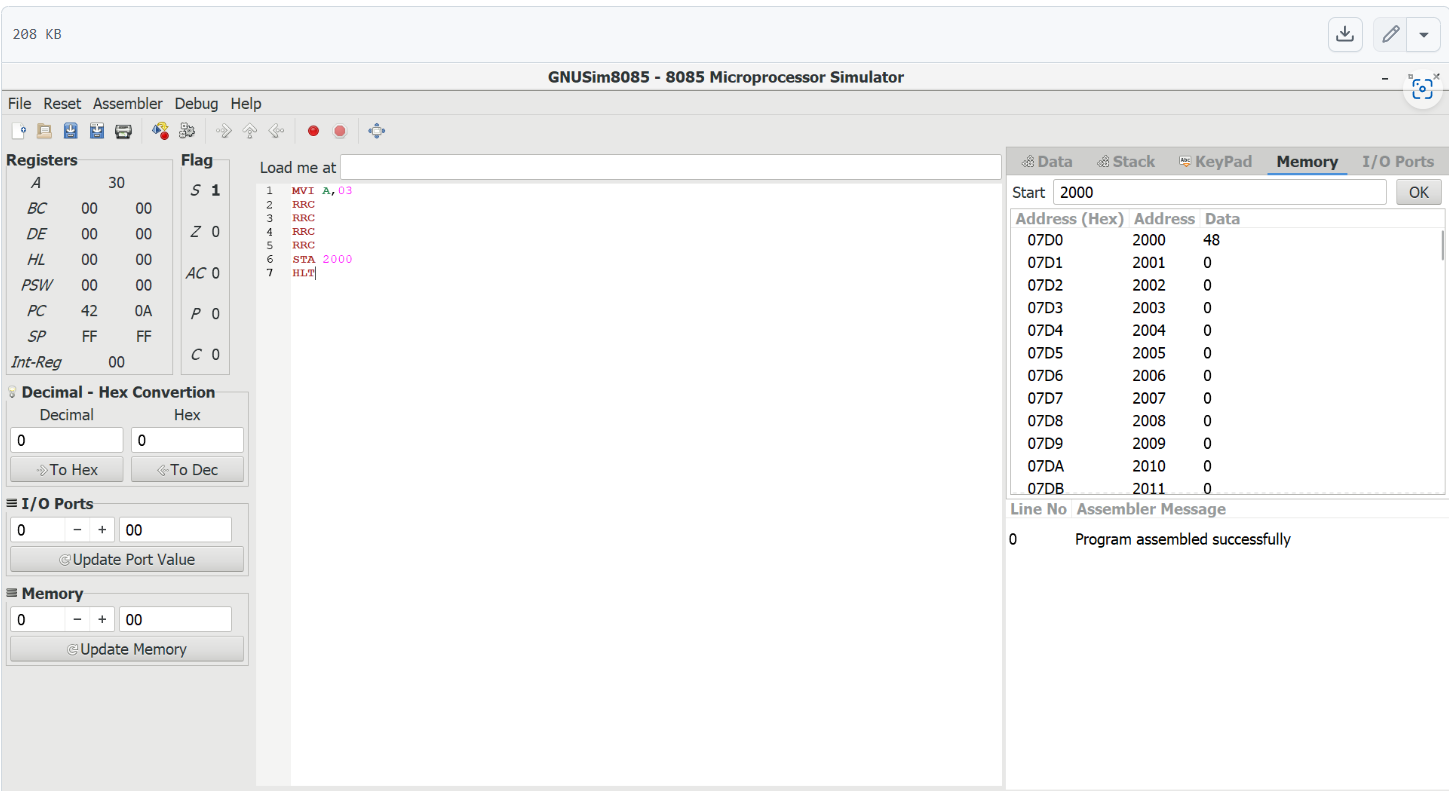 208 KB
GNUSim8085 - 8085 Microprocessor Simulator
File Reset Assembler Debug Help
Registers
A 30
BC 00 00
DE 00 00
HL 00 00
PSW 00 00
PC 42 0A
SP FF FF
Int-Reg 00
Flag
S 1
Z 0
AC 0
P 0
C 0
Decimal - Hex Convertion
Decimal Hex
0 0
To Hex To Dec
I/O Ports
0 - + 00
Update Port Value
Memory
0 - + 00
Update Memory
Load me at
1 MVI A,03
2 RRC
3 RRC
4 RRC
5 RRC
6 STA 2000
7 HLT
Data Stack KeyPad Memory I/O Ports
Start 2000 OK
Address (Hex) Address Data
07D0 2000 48
07D1 2001 0
07D2 2002 0
07D3 2003 0
07D4 2004 0
07D5 2005 0
07D6 2006 0
07D7 2007 0
07D8 2008 0
07D9 2009 0
07DA 2010 0
07DB 2011 0
Line No Assembler Message
0 Program assembled successfully